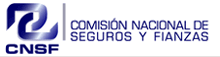 CNSF
COMISIÓN NACIONAL DE
SEGUROS Y FIANZAS